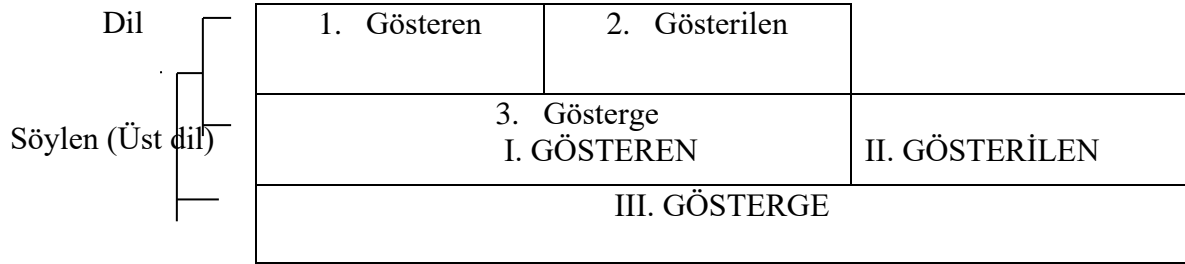 Dil
1. Gösteren
2. Gösterilen
3. Gösterge
Söylen (Üst dil)
I. GÖSTEREN
II. GÖSTERİLEN
III. GÖSTERGE